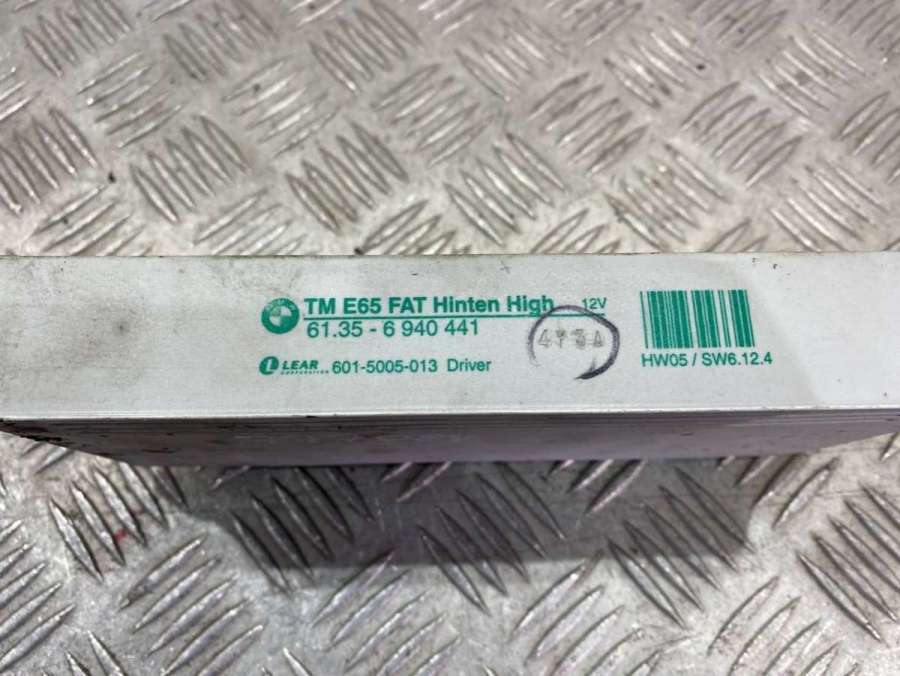 TM E65 FAT Hinten High 12V
61.35 - 6 940 441
LEAR CORPORATION 601-5005-013 Driver
HW05 / SW6.12.4